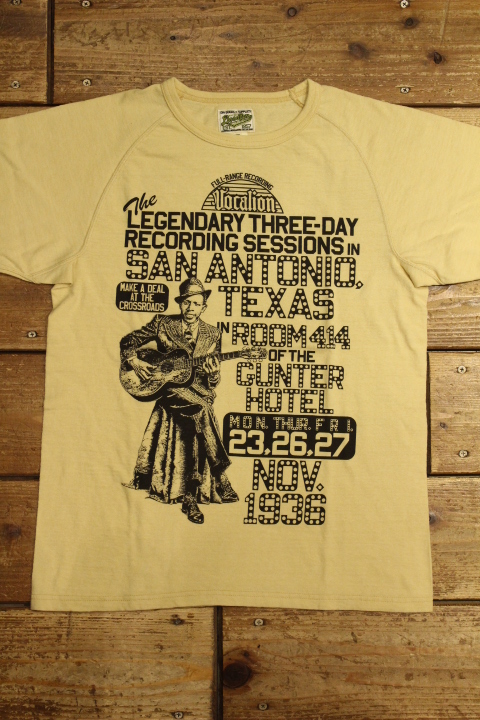 FULL-RANGE RECORDING
Vocalion
The
LEGENDARY THREE-DAY
RECORDING SESSIONS IN
SAN ANTONIO,
TEXAS
MAKE A DEAL
AT THE
CROSSROADS
IN ROOM 414
OF THE
GUNTER
HOTEL
MON. THUR. FRI.
23,26,27
NOV.
1936